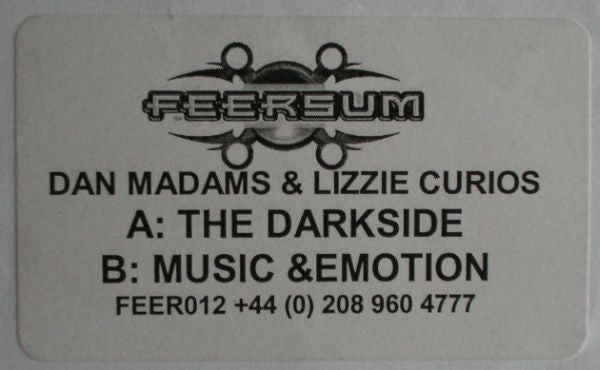 FEERSUM
DAN MADAMS & LIZZIE CURIOS
A: THE DARKSIDE
B: MUSIC &EMOTION
FEER012 +44 (0) 208 960 4777